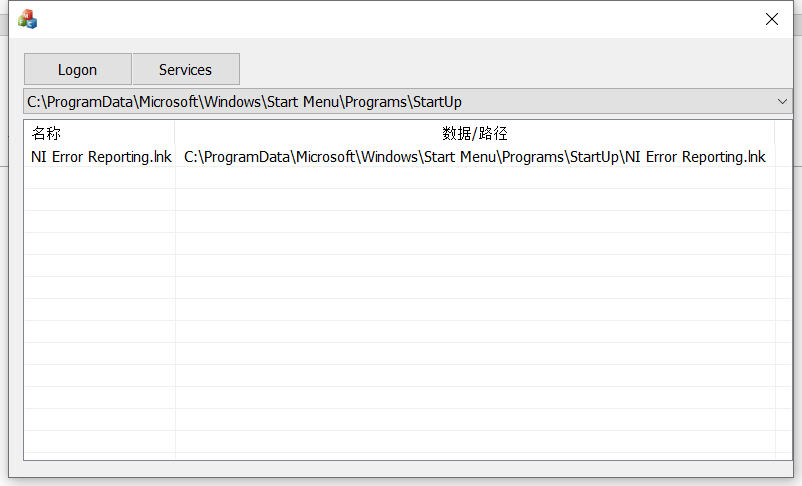 Logon Services
C:\ProgramData\Microsoft\Windows\Start Menu\Programs\StartUp
名称 数据/路径
NI Error Reporting.lnk C:\ProgramData\Microsoft\Windows\Start Menu\Programs\StartUp\NI Error Reporting.lnk